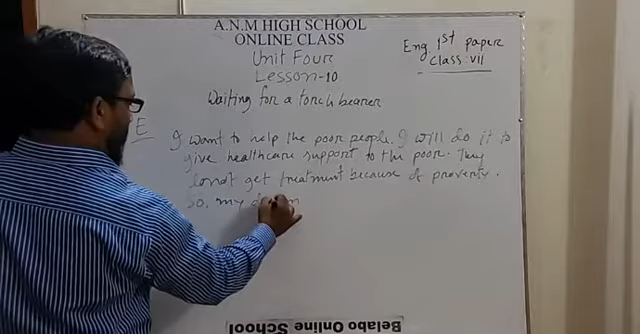 A.N.M HIGH SCHOOL
ONLINE CLASS
Unit Four
Lesson-10
Eng 1st paper
Class: VII
Waiting for a torch bearer
E
I want to help the poor people. I will do it to
give healthcare support to the poor. They
get treatment because of proverty.
So, my
Belabo Online School